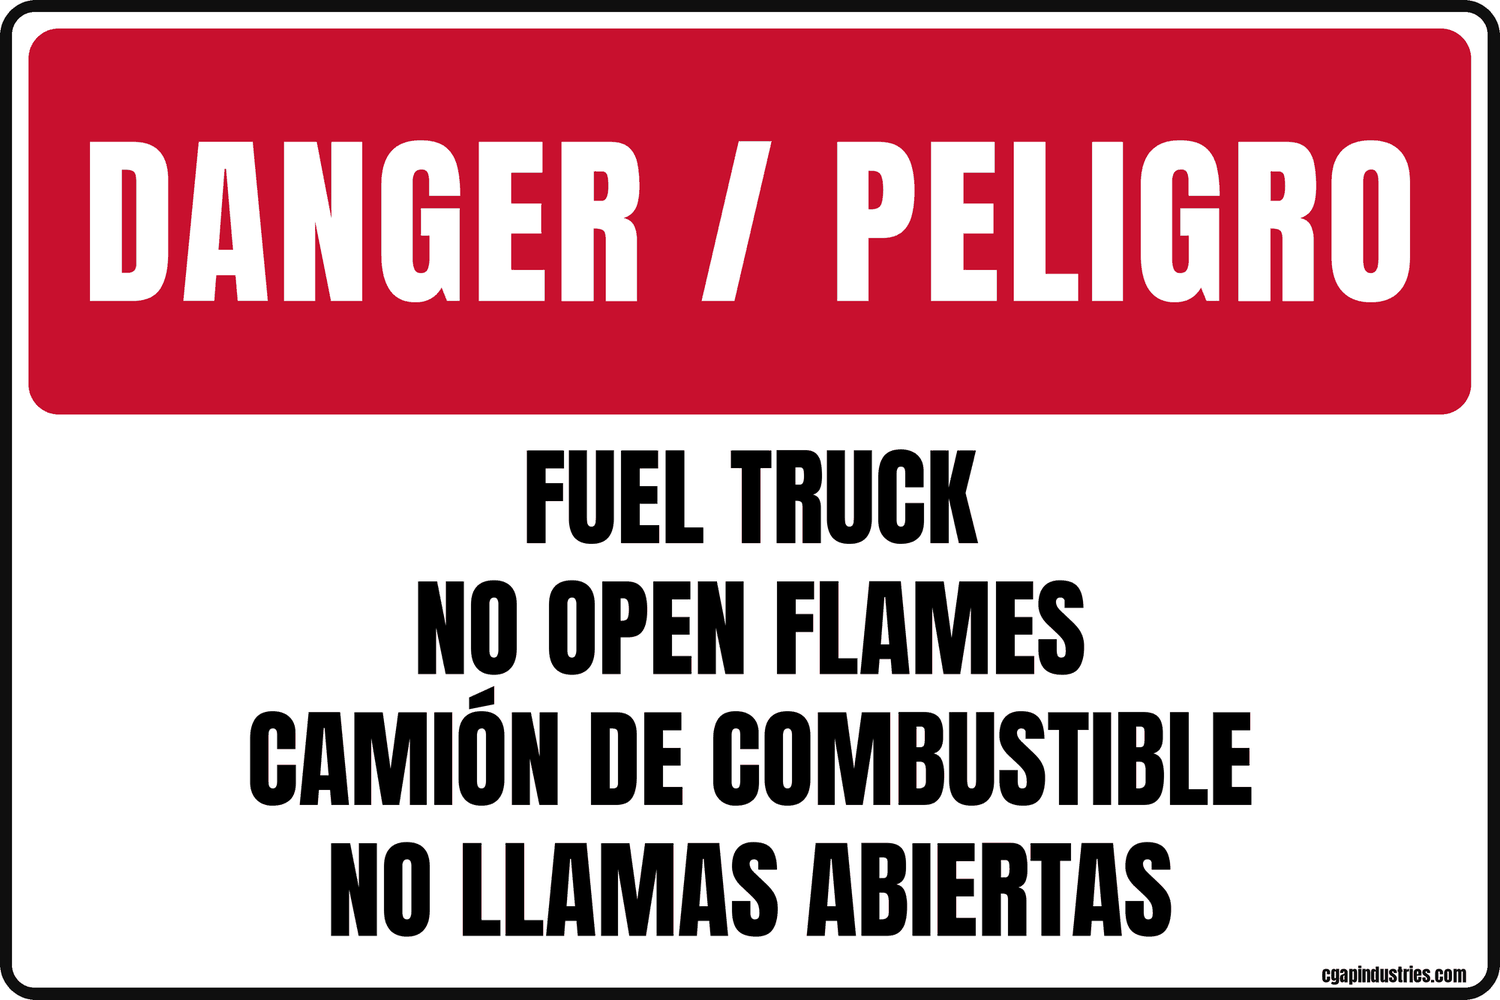 DANGER / PELIGRO
FUEL TRUCK
NO OPEN FLAMES
CAMIÓN DE COMBUSTIBLE
NO LLAMAS ABIERTAS
cgapindustries.com